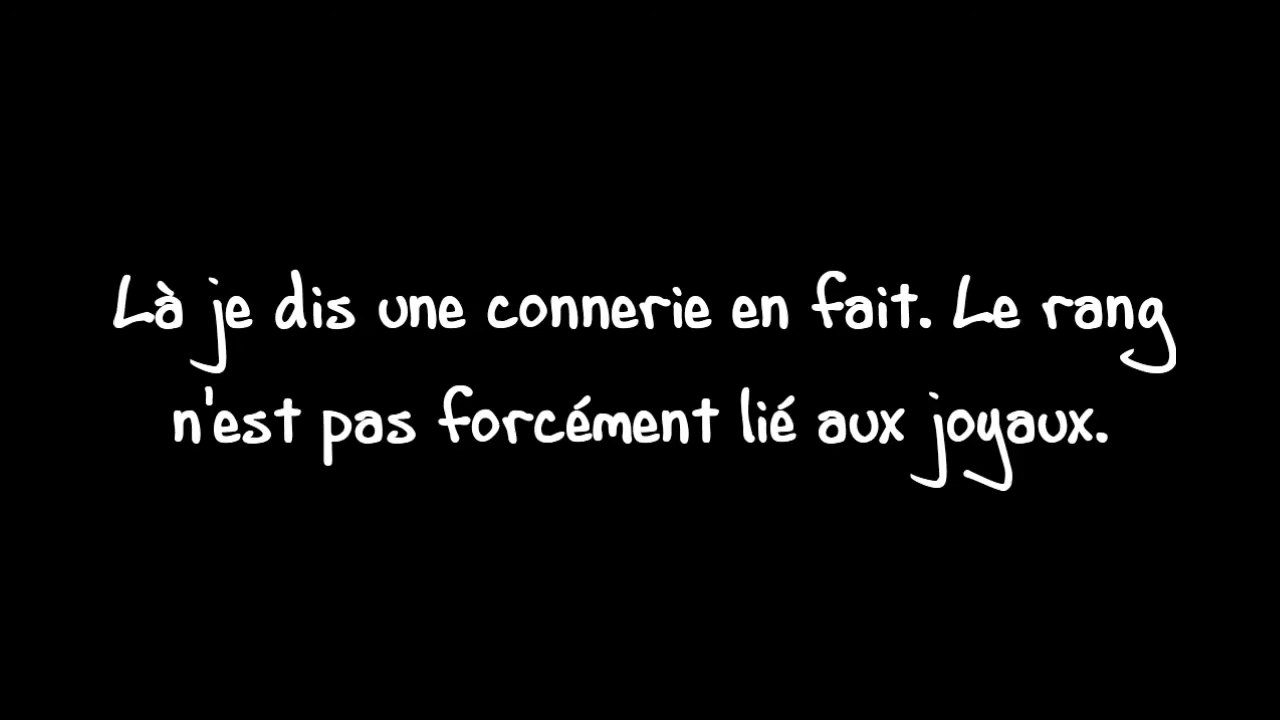 Là je dis une connerie en fait. Le rang
n'est pas forcément lié aux joyaux.